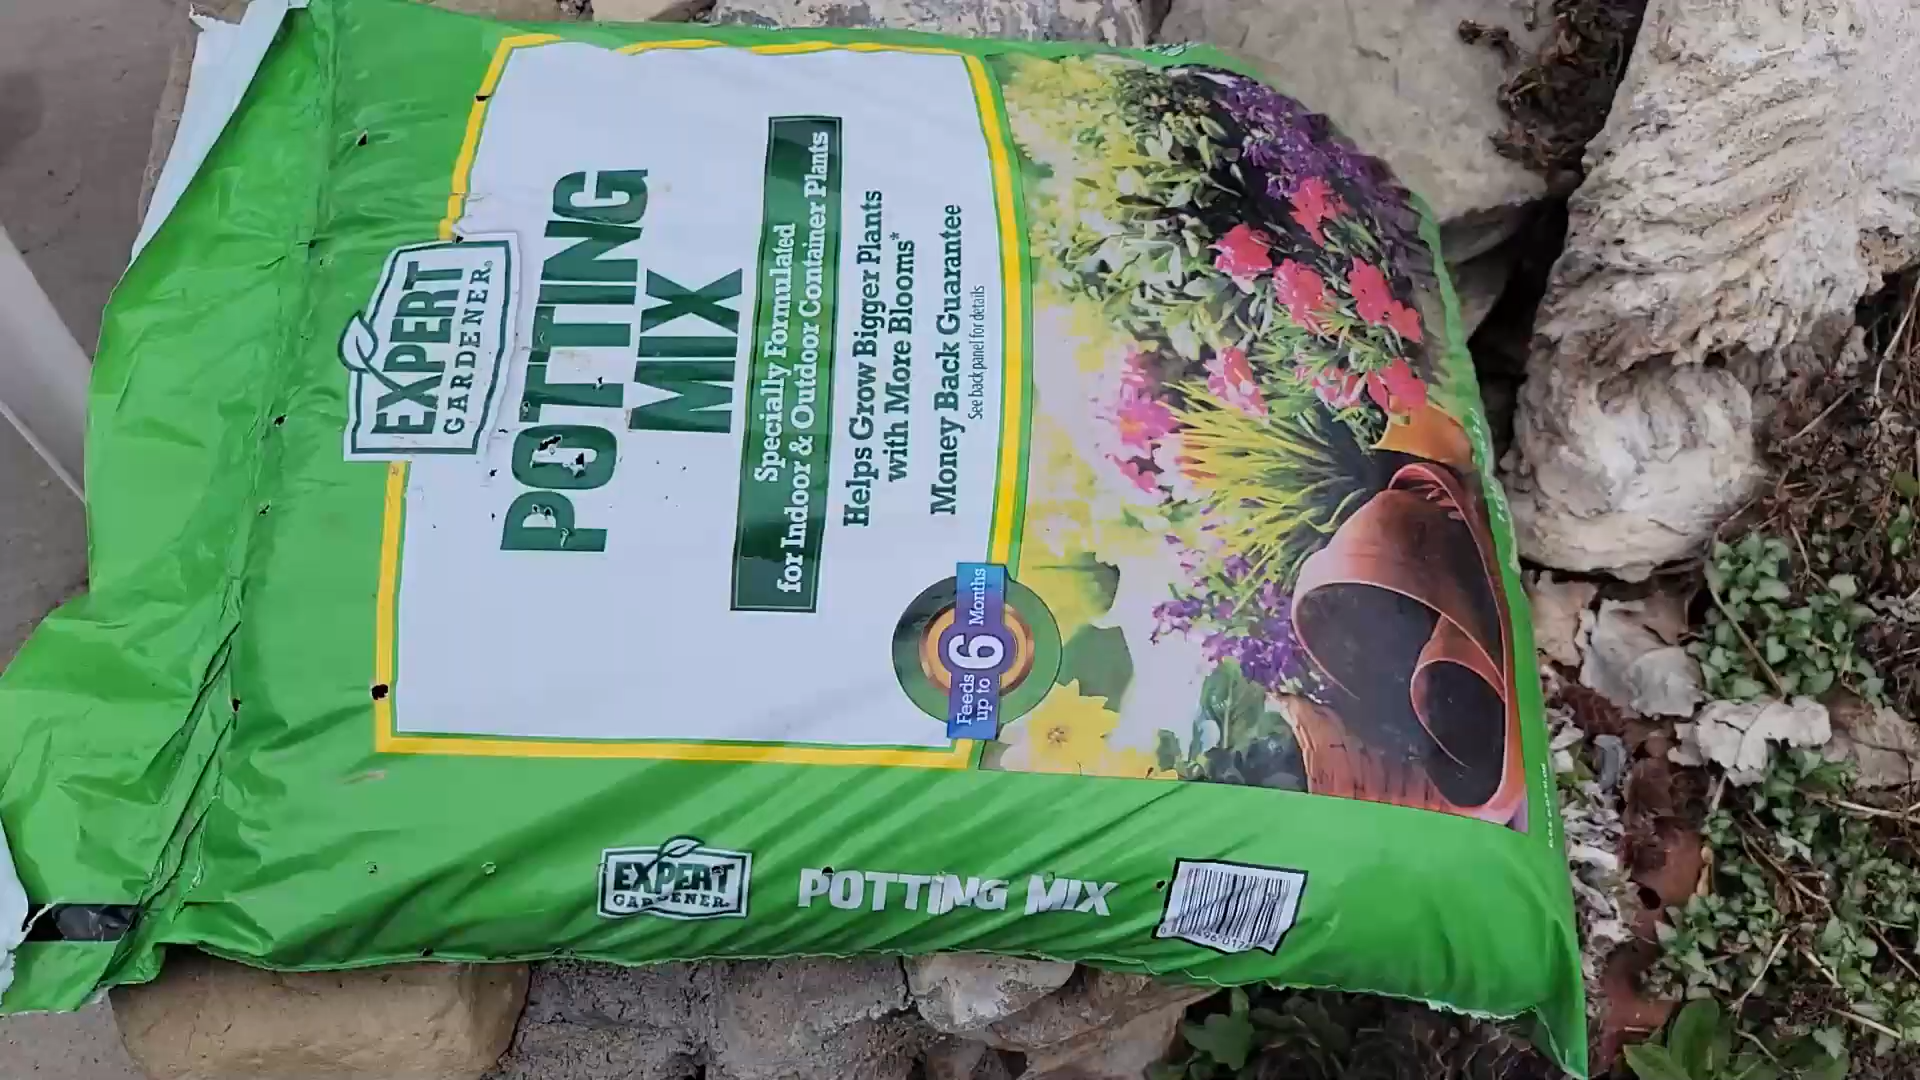 EXPERT
GARDENER®
POTTING
MIX
Specially Formulated
for Indoor & Outdoor Container Plants
Helps Grow Bigger Plants
with More Blooms*
Money Back Guarantee
See back panel for details
Feeds
up to 6 Months
EXPERT
GARDENER®
POTTING MIX